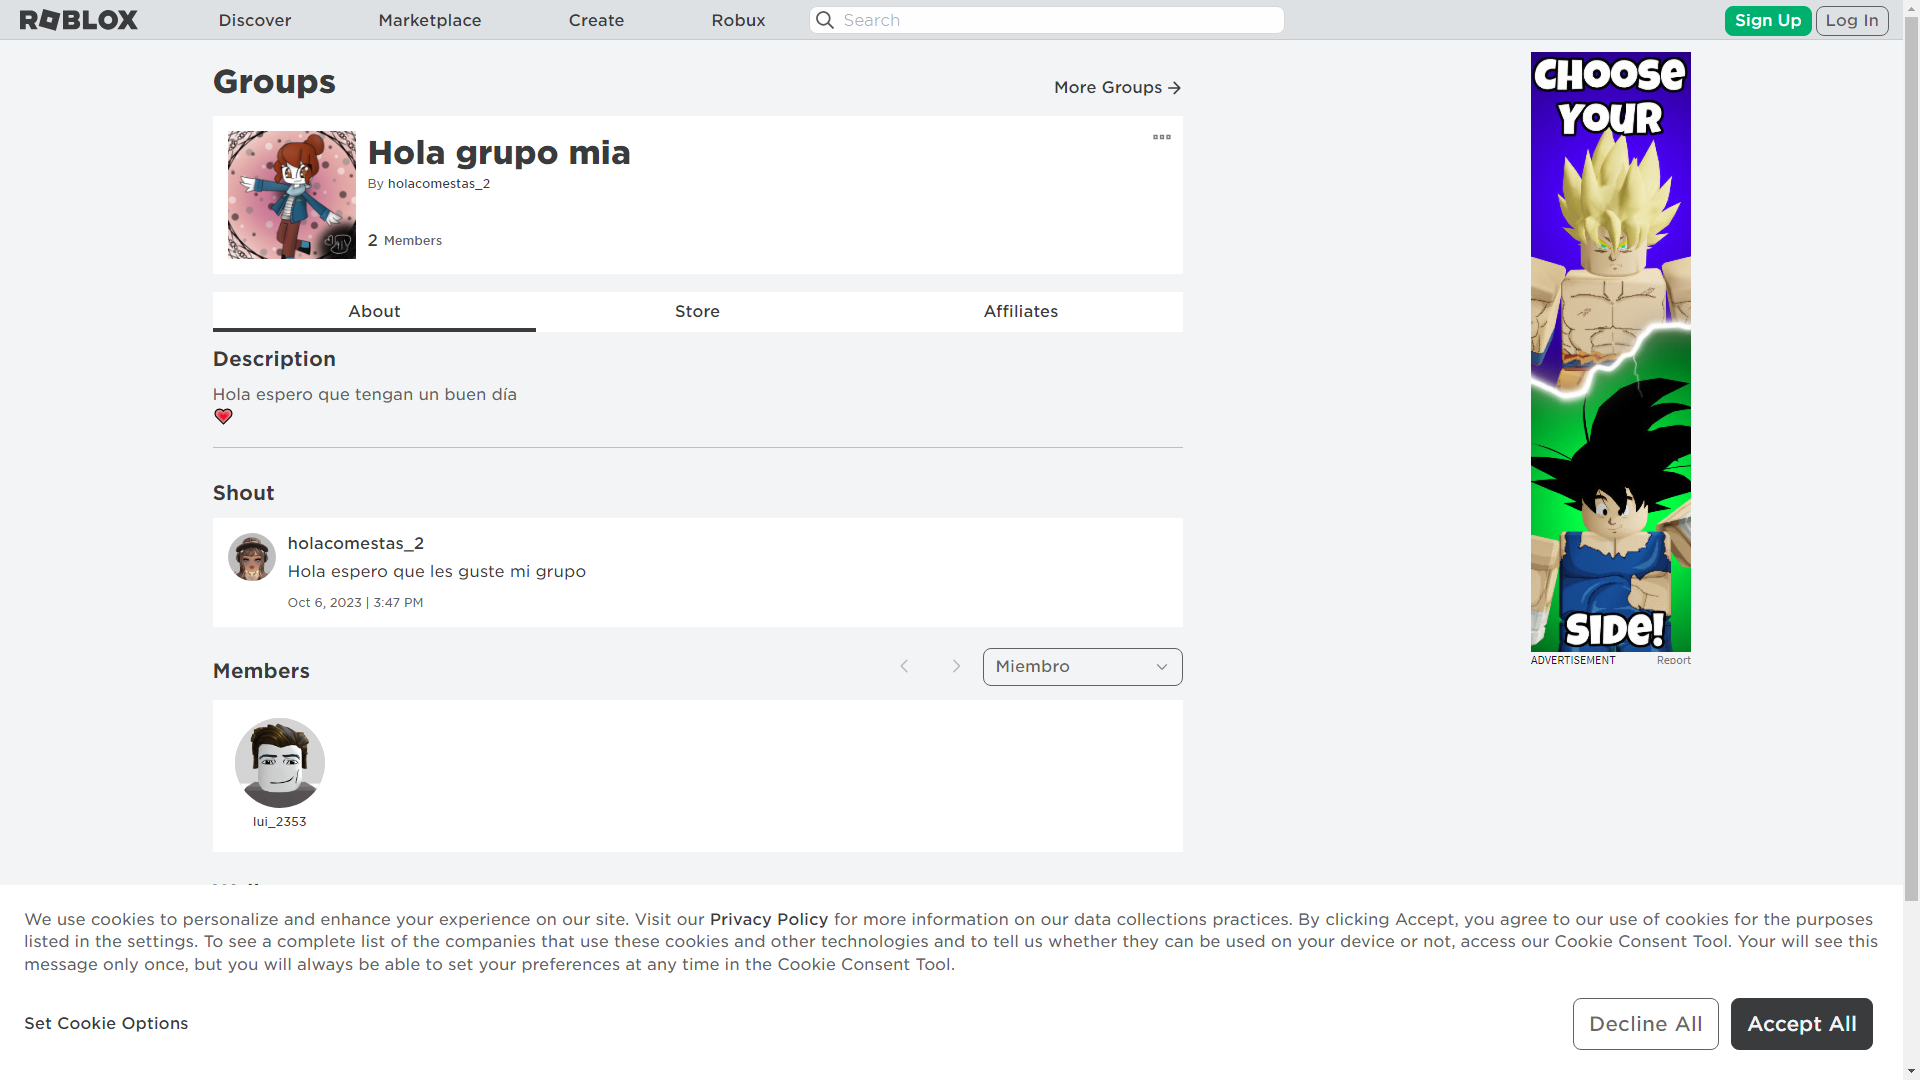 ROBLOX
Discover
Marketplace
Create
Robux
Search
Sign Up
Log In
Groups
More Groups
Hola grupo mia
By holacomestas_2
2 Members
About
Store
Affiliates
Description
Hola espero que tengan un buen día
Shout
holacomestas_2
Hola espero que les guste mi grupo
Oct 6, 2023 | 3:47 PM
Members
Miembro
lui_2353
CHOOSE
YOUR
SIDE!
ADVERTISEMENT
Report
We use cookies to personalize and enhance your experience on our site. Visit our Privacy Policy for more information on our data collections practices. By clicking Accept, you agree to our use of cookies for the purposes
listed in the settings. To see a complete list of the companies that use these cookies and other technologies and to tell us whether they can be used on your device or not, access our Cookie Consent Tool. Your will see this
message only once, but you will always be able to set your preferences at any time in the Cookie Consent Tool.
Set Cookie Options
Decline All
Accept All